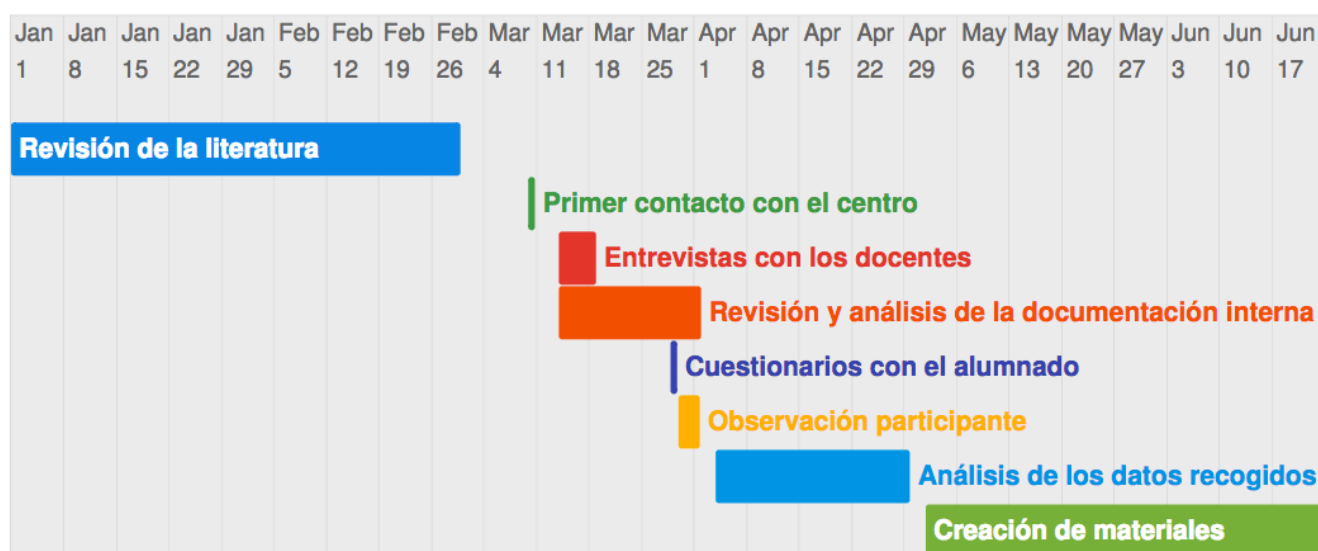 Jan Jan Jan Jan Jan Feb Feb Feb Feb Mar Mar Mar Mar Apr Apr Apr Apr Apr May May May May Jun Jun Jun
1 8 15 22 29 5 12 19 26 4 11 18 25 1 8 15 22 29 6 13 20 27 3 10 17
Revisión de la literatura
Primer contacto con el centro
Entrevistas con los docentes
Revisión y análisis de la documentación interna
Cuestionarios con el alumnado
Observación participante
Análisis de los datos recogidos
Creación de materiales